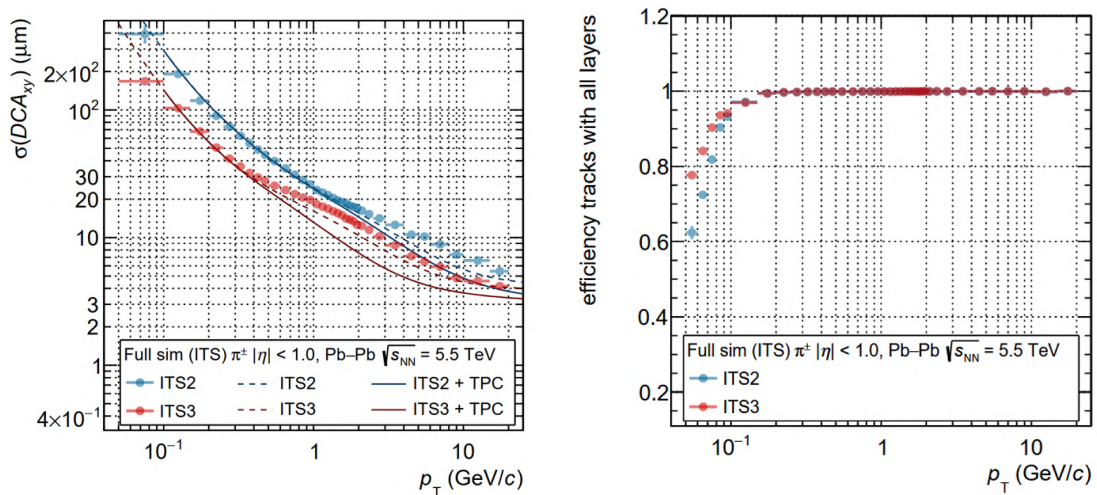 σ(DCA_xy) (μm)
2×10²
10²
30
20
10
3
2
1
4×10⁻¹
Full sim (ITS) π± |η| < 1.0, Pb–Pb √s_NN = 5.5 TeV
ITS2 ITS2 ITS2 + TPC
ITS3 ITS3 ITS3 + TPC
10⁻¹ 1 10
p_T (GeV/c)
efficiency tracks with all layers
1.2
1
0.8
0.6
0.4
0.2
Full sim (ITS) π± |η| < 1.0, Pb–Pb √s_NN = 5.5 TeV
ITS2
ITS3
10⁻¹ 1 10
p_T (GeV/c)